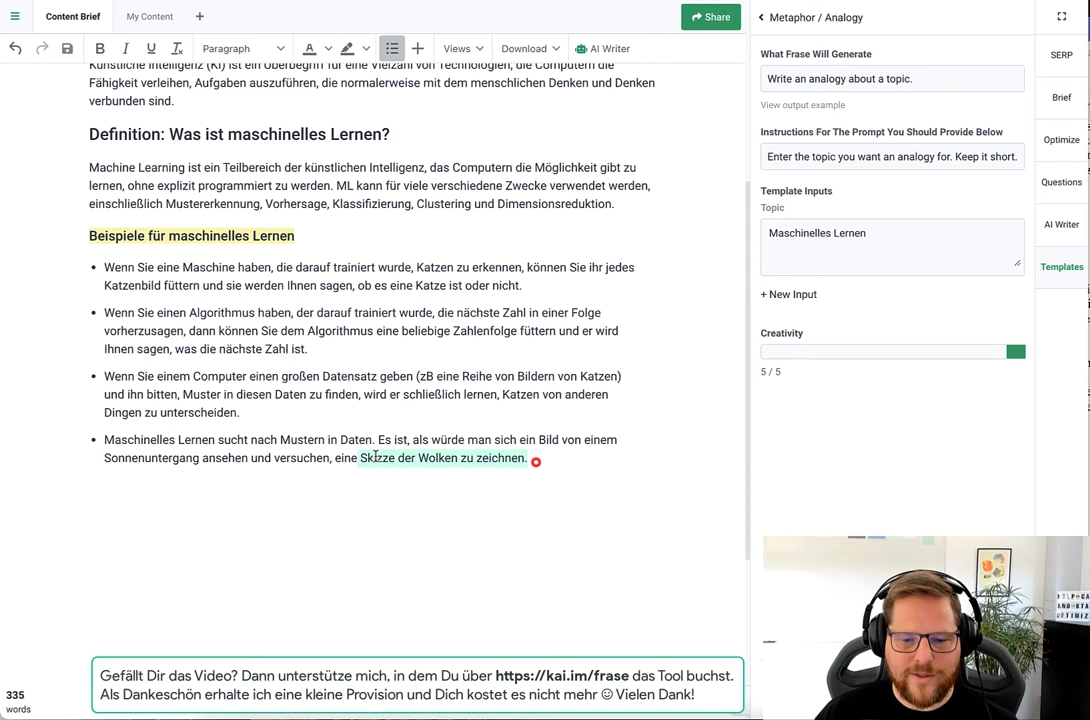 Content Brief
My Content
Share
Paragraph
Views
Download
AI Writer
Künstliche Intelligenz (KI) ist ein Überbegriff für eine Vielzahl von Technologien, die Computern die
Fähigkeit verleihen, Aufgaben auszuführen, die normalerweise mit dem menschlichen Denken und Denken
verbunden sind.
Definition: Was ist maschinelles Lernen?
Machine Learning ist ein Teilbereich der künstlichen Intelligenz, das Computern die Möglichkeit gibt zu
lernen, ohne explizit programmiert zu werden. ML kann für viele verschiedene Zwecke verwendet werden,
einschließlich Mustererkennung, Vorhersage, Klassifizierung, Clustering und Dimensionsreduktion.
Beispiele für maschinelles Lernen
• Wenn Sie eine Maschine haben, die darauf trainiert wurde, Katzen zu erkennen, können Sie ihr jedes
Katzenbild füttern und sie werden Ihnen sagen, ob es eine Katze ist oder nicht.
• Wenn Sie einen Algorithmus haben, der darauf trainiert wurde, die nächste Zahl in einer Folge
vorherzusagen, dann können Sie dem Algorithmus eine beliebige Zahlenfolge füttern und er wird
Ihnen sagen, was die nächste Zahl ist.
• Wenn Sie einem Computer einen großen Datensatz geben (zB eine Reihe von Bildern von Katzen)
und ihn bitten, Muster in diesen Daten zu finden, wird er schließlich lernen, Katzen von anderen
Dingen zu unterscheiden.
• Maschinelles Lernen sucht nach Mustern in Daten. Es ist, als würde man sich ein Bild von einem
Sonnenuntergang ansehen und versuchen, eine Skizze der Wolken zu zeichnen.
335
words
Gefällt Dir das Video? Dann unterstütze mich, in dem Du über https://kai.im/frase das Tool buchst.
Als Dankeschön erhalte ich eine kleine Provision und Dich kostet es nicht mehr ☺ Vielen Dank!
Metaphor / Analogy
What Frase Will Generate
Write an analogy about a topic.
View output example
Instructions For The Prompt You Should Provide Below
Enter the topic you want an analogy for. Keep it short.
Template Inputs
Topic
Maschinelles Lernen
+ New Input
Creativity
5 / 5
SERP
Brief
Optimize
Questions
AI Writer
Templates